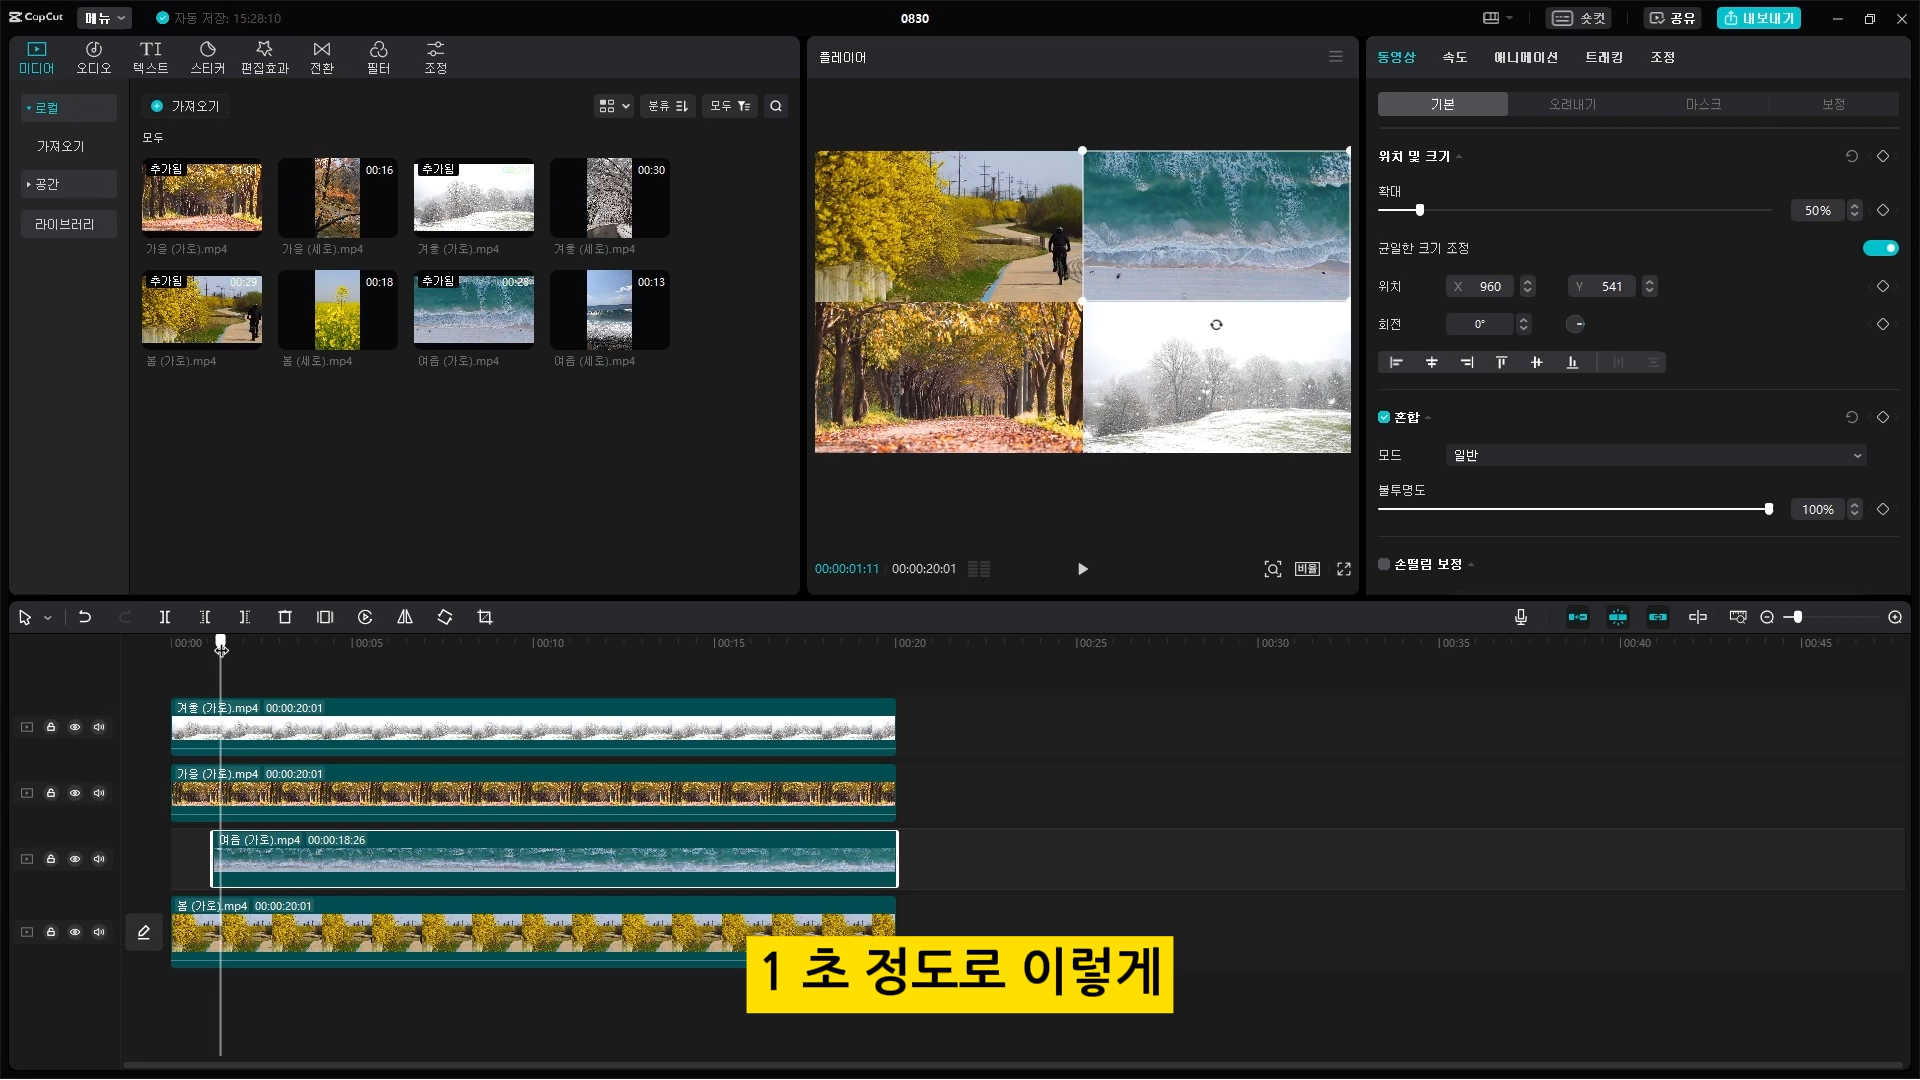 CapCut 메뉴 자동 저장: 15:28:10 0830 숏컷 공유 내보내기
미디어 오디오 텍스트 스티커 편집효과 전환 필터 조정
로컬
가져오기
공간
라이브러리
가져오기 분류 모두
모두
추가됨 01:01
00:16
추가됨
00:30
가을 (가로).mp4
가을 (세로).mp4
겨울 (가로).mp4
겨울 (세로).mp4
추가됨 00:29
00:18
추가됨 00:28
00:13
봄 (가로).mp4
봄 (세로).mp4
여름 (가로).mp4
여름 (세로).mp4
플레이어
00:00:01:11 00:00:20:01 비율
동영상 속도 애니메이션 트래킹 조정
기본 오려내기 마스크 보정
위치 및 크기
확대
50%
균일한 크기 조정
위치 X 960 Y 541
회전 0°
혼합
모드 일반
불투명도
100%
손떨림 보정
00:00 00:05 00:10 00:15 00:20 00:25 00:30 00:35 00:40 00:45
겨울 (가로).mp4 00:00:20:01
가을 (가로).mp4 00:00:20:01
여름 (가로).mp4 00:00:18:26
봄 (가로).mp4 00:00:20:01
1 초 정도로 이렇게